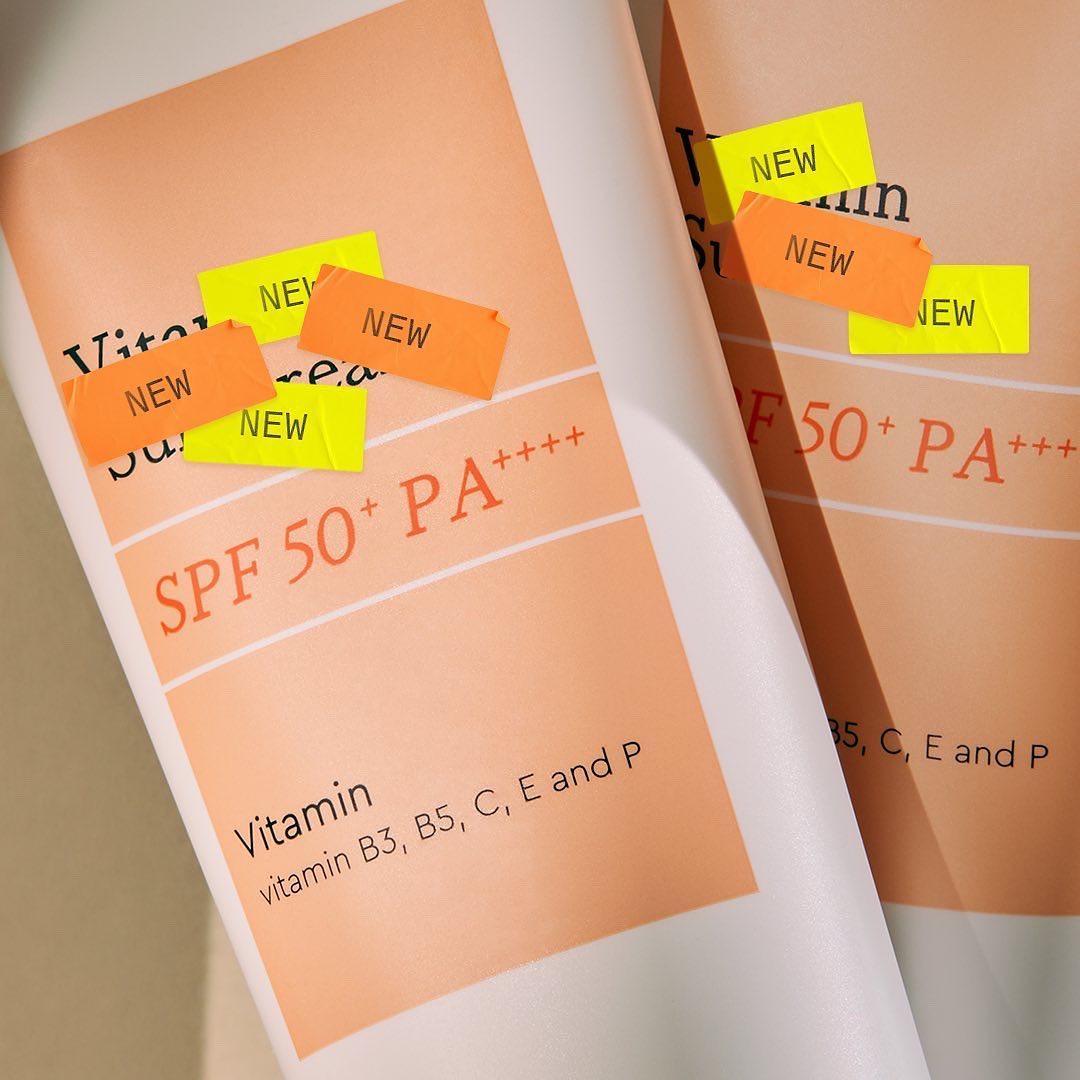 NEW
NEW
NEW
NEW
SPF 50+ PA++++
Vitamin
vitamin B3, B5, C, E and P
NEW
NEW
NEW
50+ PA+++
B5, C, E and P